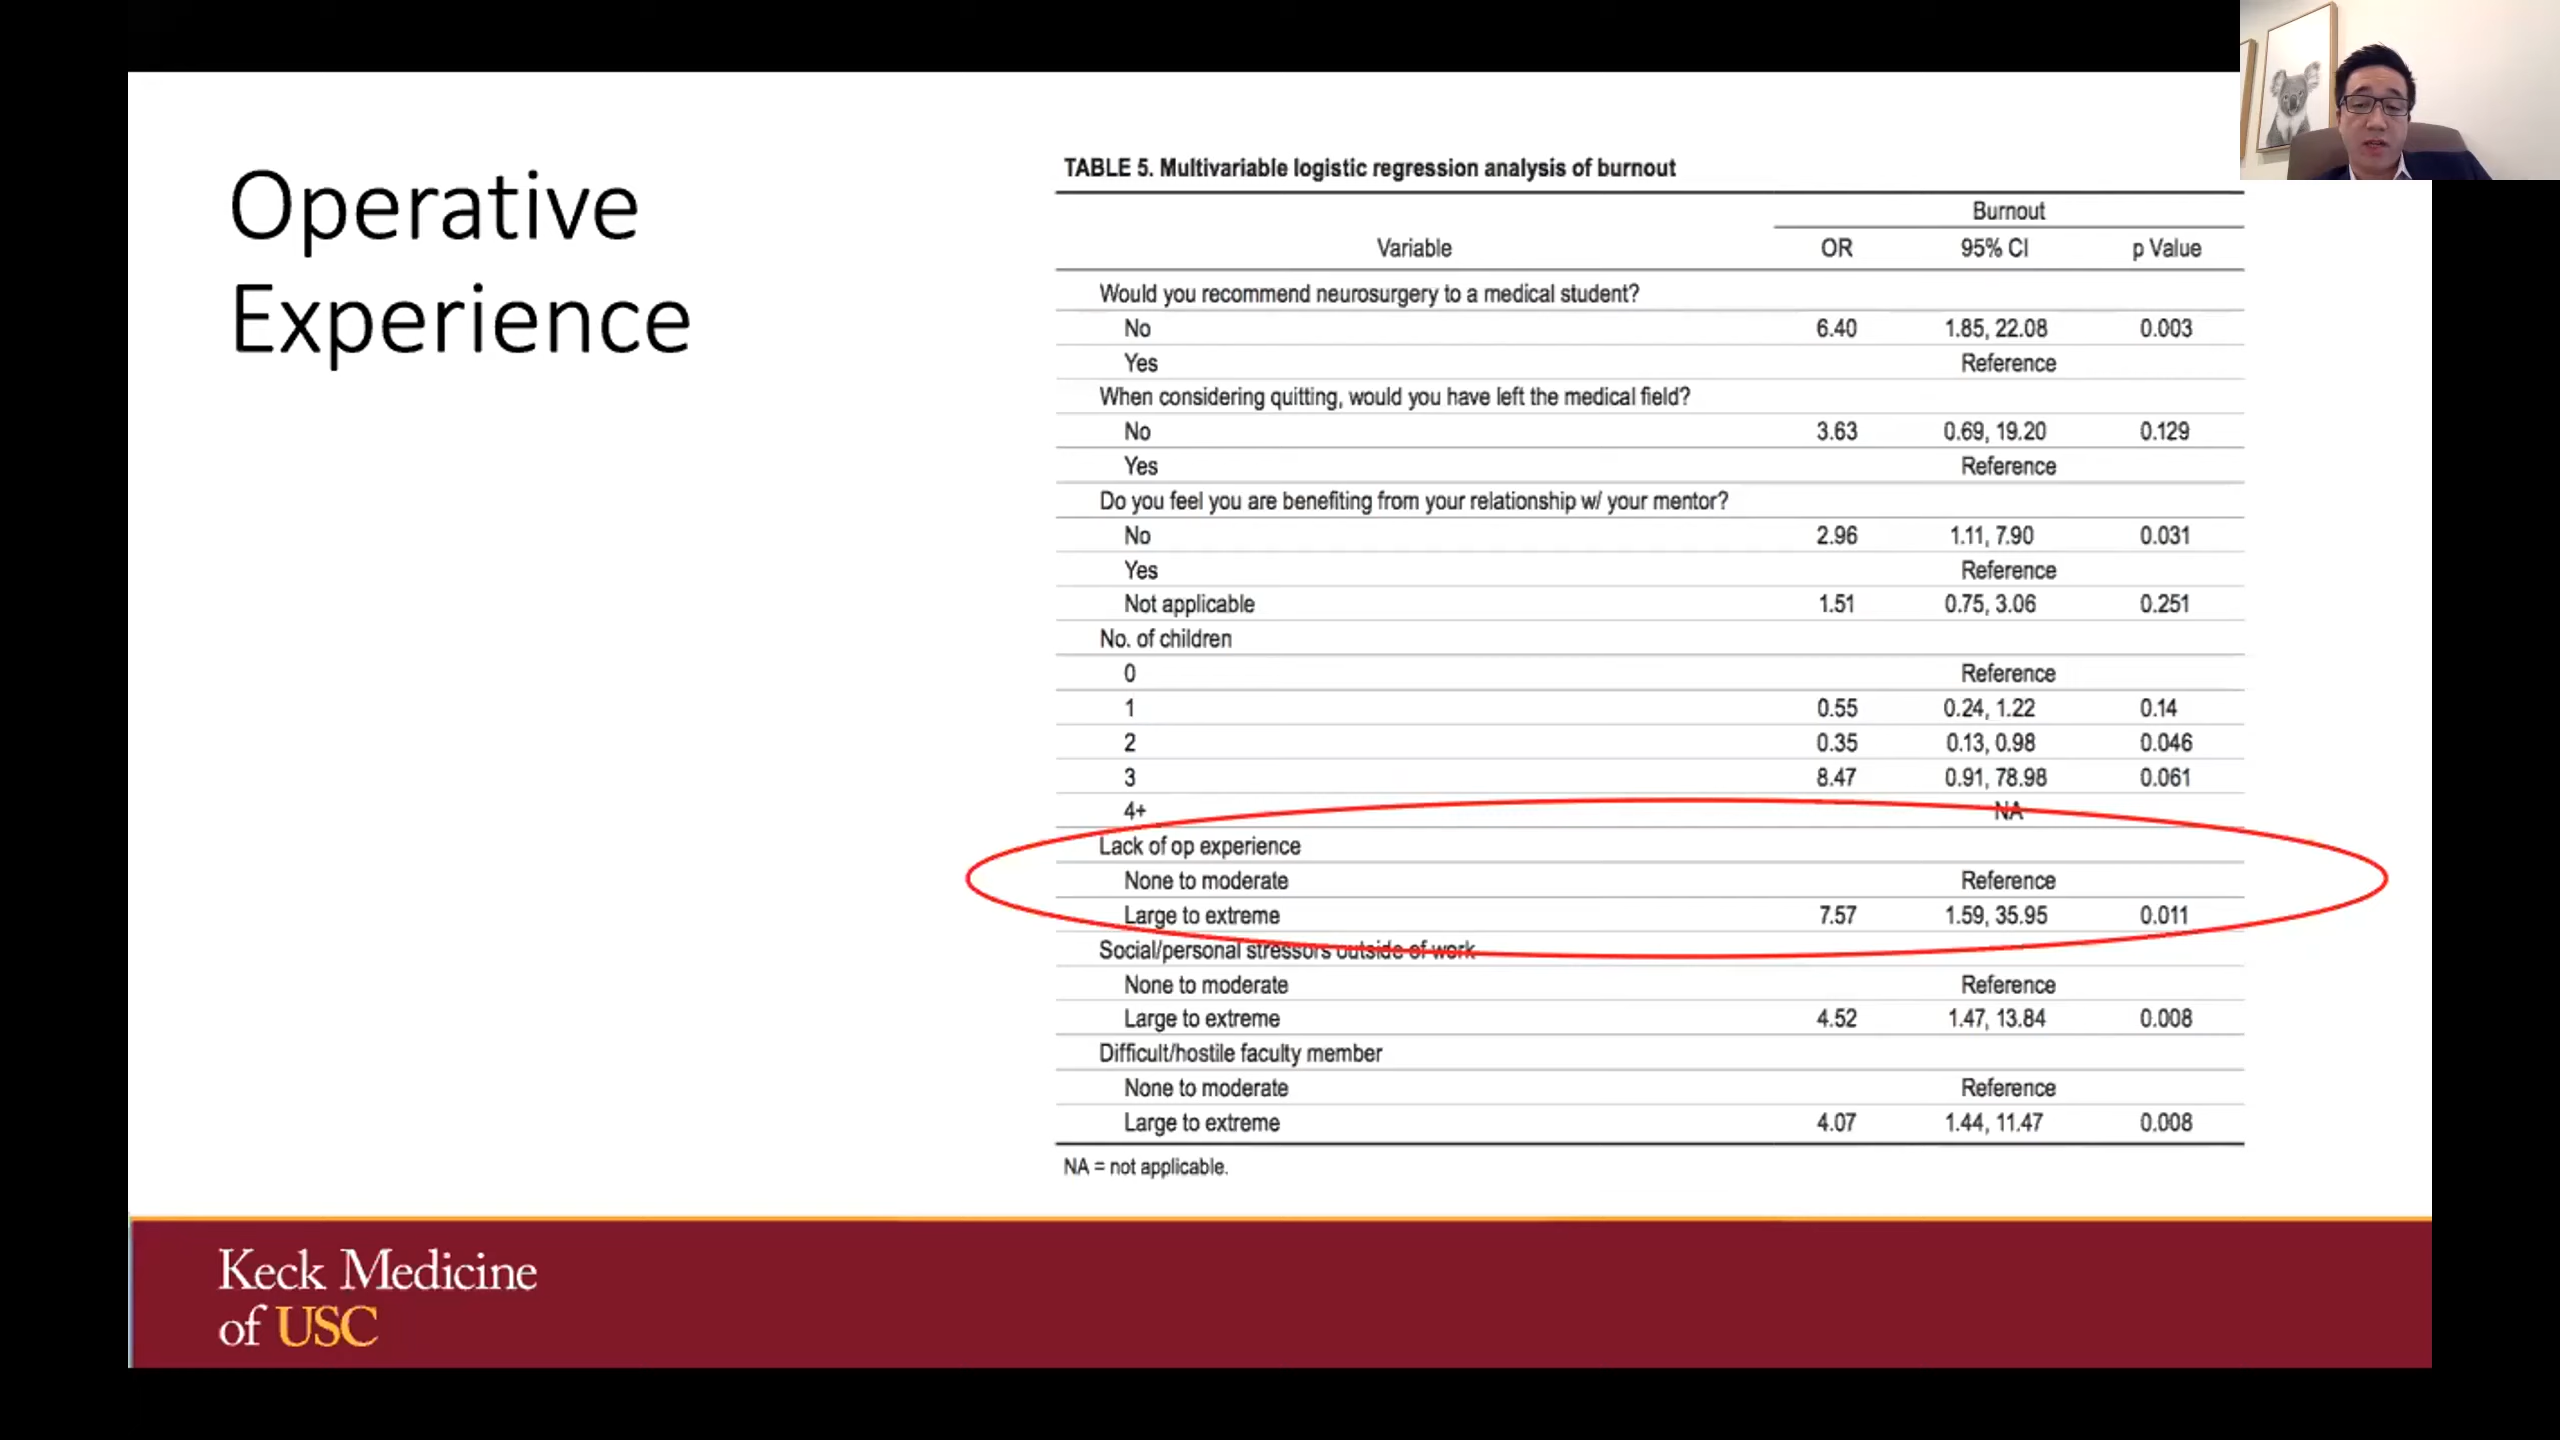 Operative
Experience
TABLE 5. Multivariable logistic regression analysis of burnout
Burnout
Variable OR 95% CI p Value
Would you recommend neurosurgery to a medical student?
No 6.40 1.85, 22.08 0.003
Yes Reference
When considering quitting, would you have left the medical field?
No 3.63 0.69, 19.20 0.129
Yes Reference
Do you feel you are benefiting from your relationship w/ your mentor?
No 2.96 1.11, 7.90 0.031
Yes Reference
Not applicable 1.51 0.75, 3.06 0.251
No. of children
0 Reference
1 0.55 0.24, 1.22 0.14
2 0.35 0.13, 0.98 0.046
3 8.47 0.91, 78.98 0.061
4+ NA
Lack of op experience
None to moderate Reference
Large to extreme 7.57 1.59, 35.95 0.011
Social/personal stressors outside of work
None to moderate Reference
Large to extreme 4.52 1.47, 13.84 0.008
Difficult/hostile faculty member
None to moderate Reference
Large to extreme 4.07 1.44, 11.47 0.008
NA = not applicable.
Keck Medicine
of USC